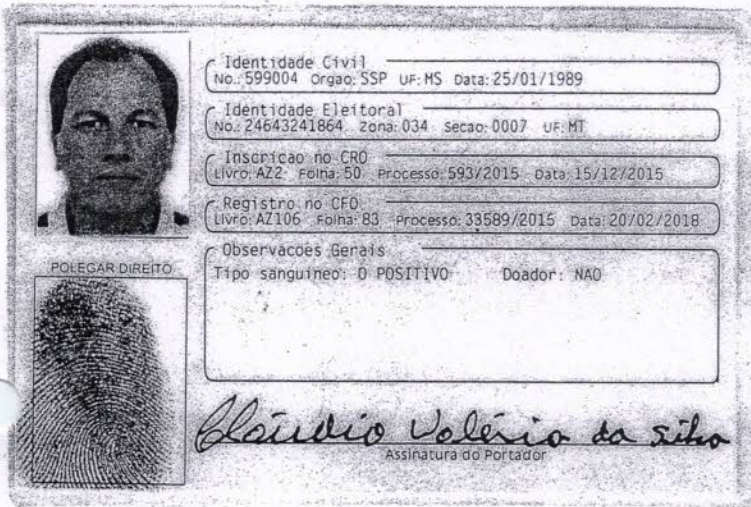 Identidade Civil
No.: 599004 Orgao: SSP UF: MS Data: 25/01/1989
Identidade Eleitoral
No.: 24643241864 Zona: 034 Secao: 0007 UF: MT
Inscricao no CRO
Livro: AZ2 Folha: 50 Processo: 593/2015 Data: 15/12/2015
Registro no CFO
Livro: AZ106 Folha: 83 Processo: 33589/2015 Data: 20/02/2018
Observacoes Gerais
Tipo sanguineo: O POSITIVO Doador: NAO
POLEGAR DIREITO
Cláudio Valério da Silva
Assinatura do Portador